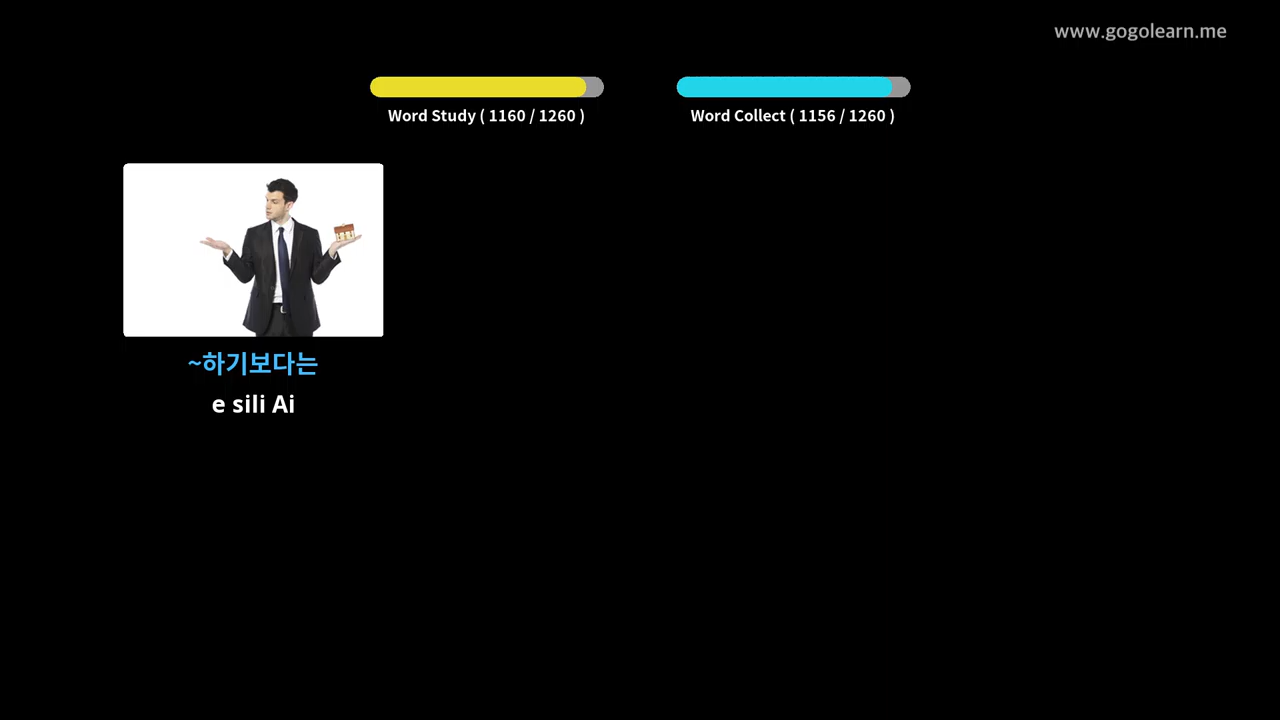 www.gogolearn.me
Word Study ( 1160 / 1260 )
Word Collect ( 1156 / 1260 )
~하기보다는
e sili Ai